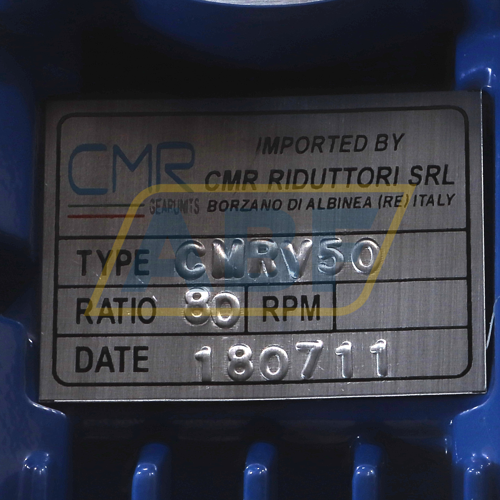 IMPORTED BY
CMR CMR RIDUTTORI SRL
GEARUNITS BORZANO DI ALBINEA (RE) ITALY
TYPE CMRV50
RATIO 80 RPM
DATE 180711
ADE